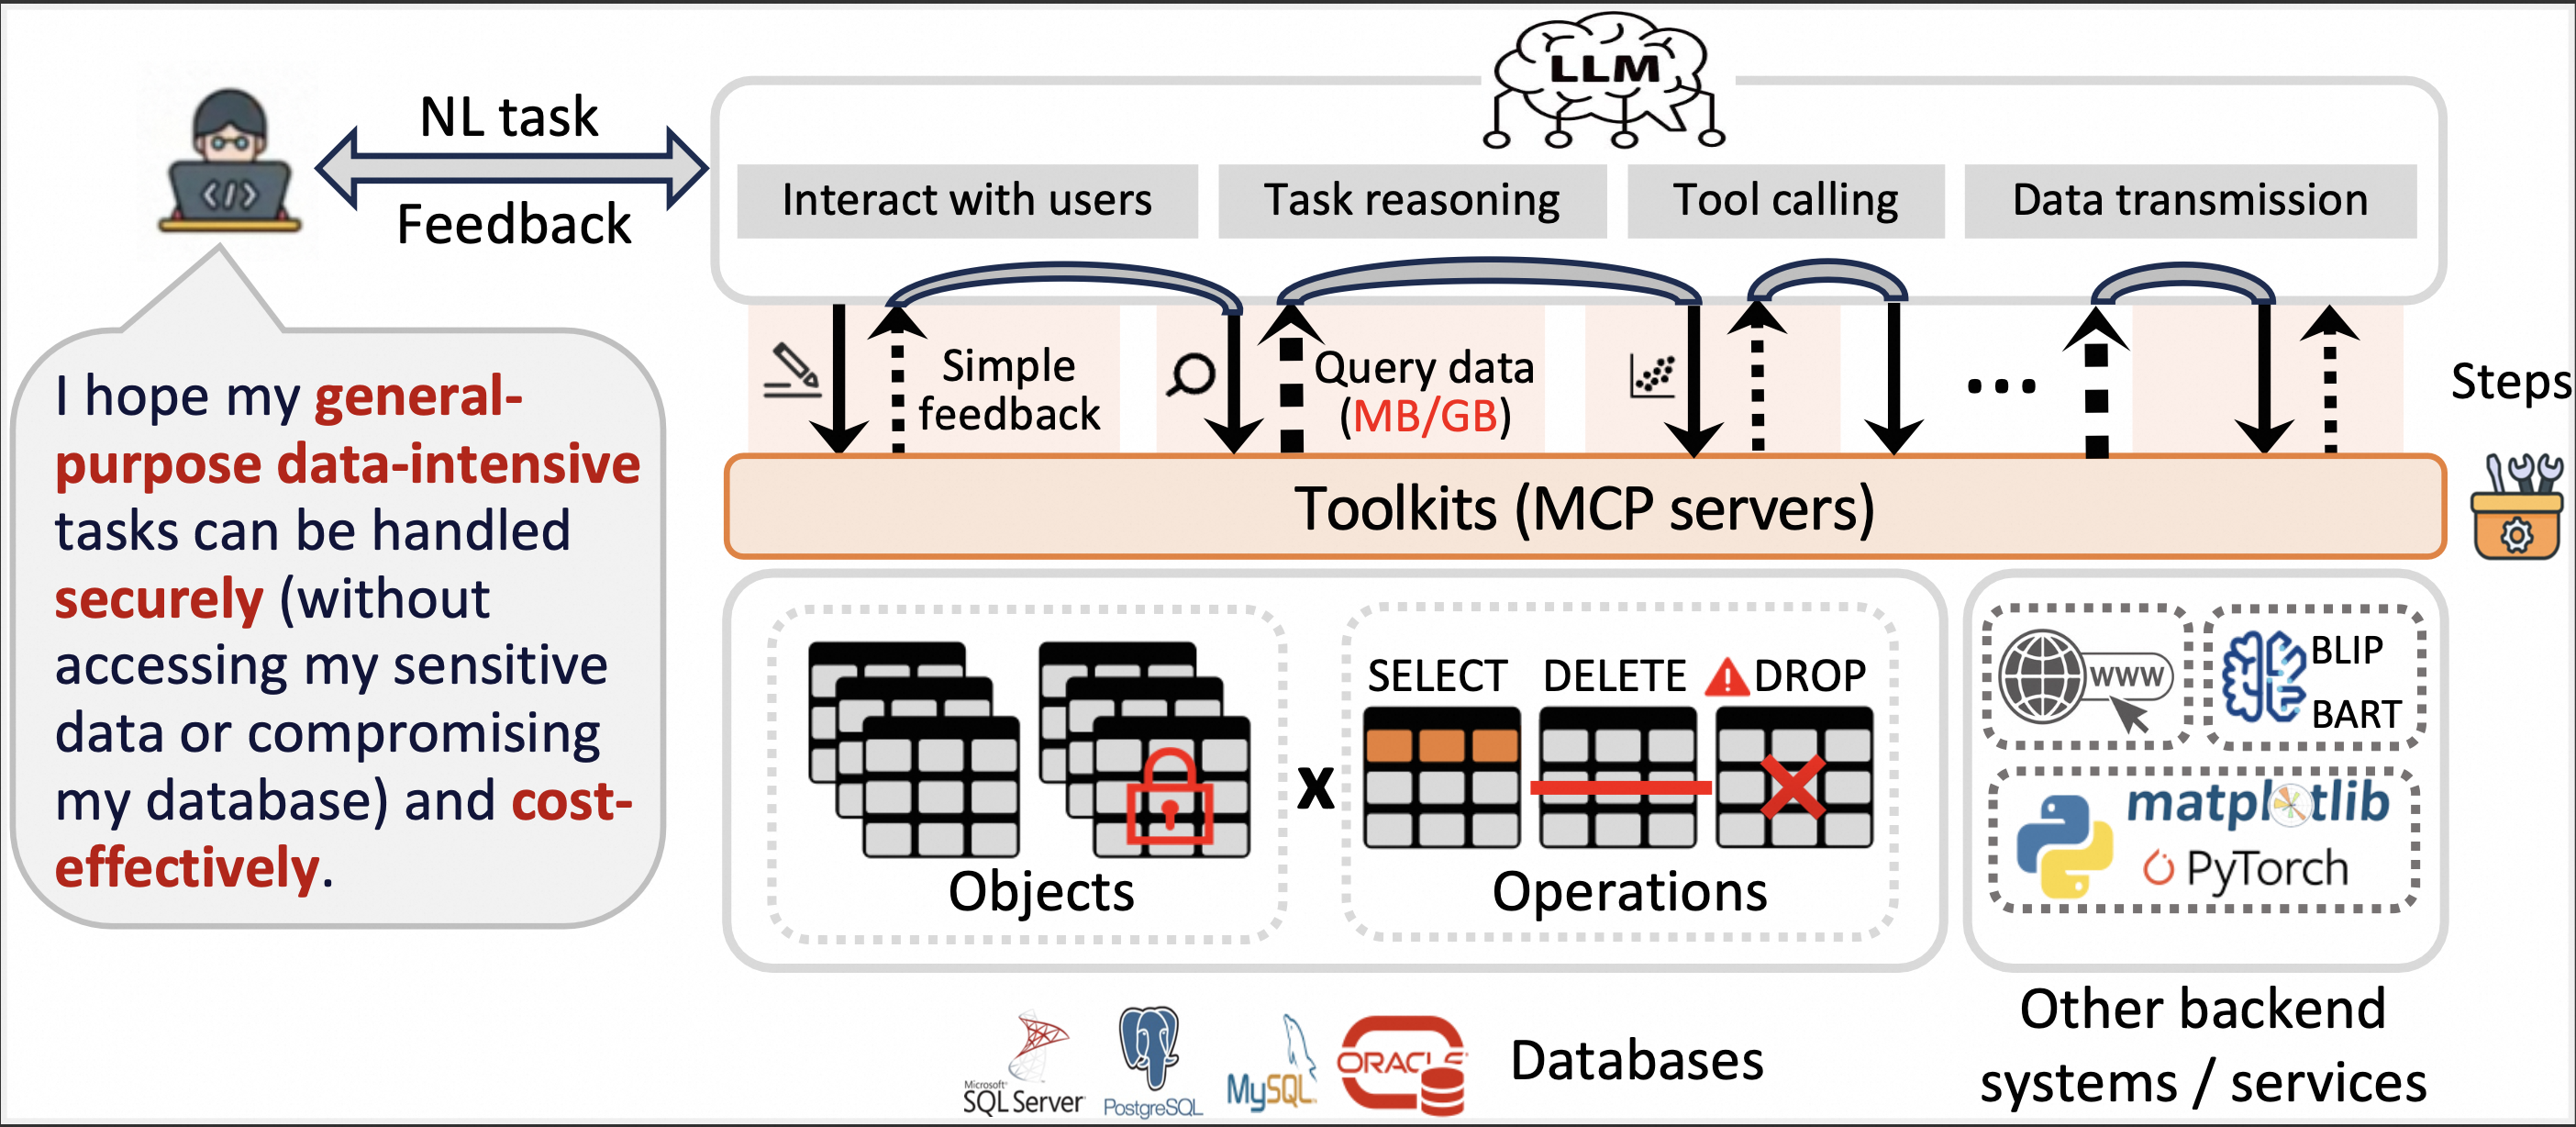 LLM
NL task
Feedback
Interact with users
Task reasoning
Tool calling
Data transmission
Simple
feedback
Query data
(MB/GB)
...
Steps
I hope my general-
purpose data-intensive
tasks can be handled
securely (without
accessing my sensitive
data or compromising
my database) and cost-
effectively.
Toolkits (MCP servers)
Objects
x
SELECT
DELETE
DROP
Operations
www
BLIP
BART
matplotlib
PyTorch
Microsoft
SQL Server
PostgreSQL
MySQL
ORACLE
Databases
Other backend
systems / services